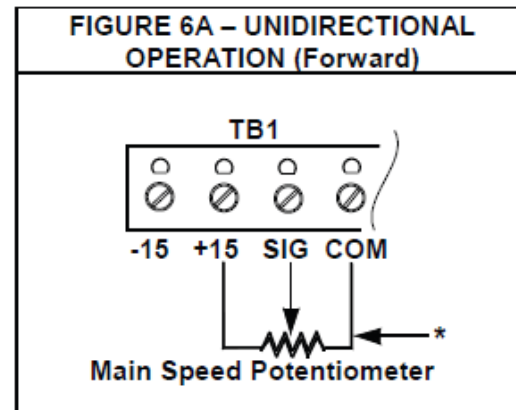 FIGURE 6A – UNIDIRECTIONAL
OPERATION (Forward)
TB1
-15 +15 SIG COM
*
Main Speed Potentiometer